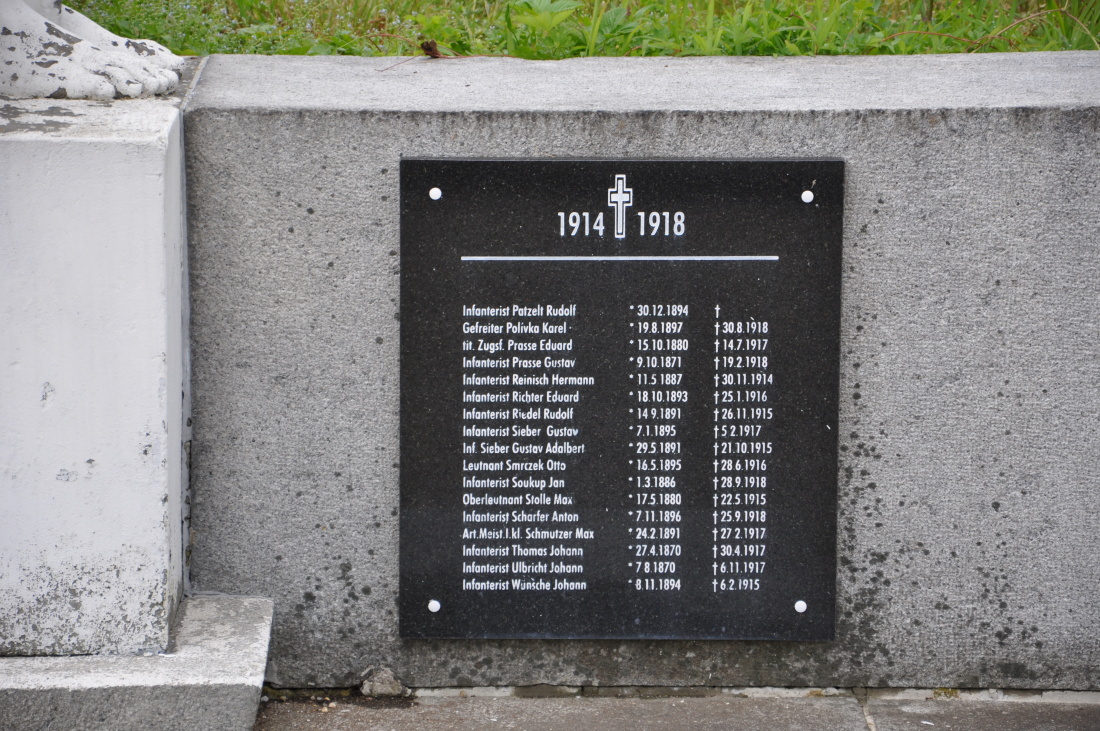 1914 1918
Infanterist Patzelt Rudolf * 30.12.1894 †
Gefreiter Polívka Karel * 19.8.1897 † 30.8.1918
tit. Zugsf. Prasse Eduard * 15.10.1880 † 14.7.1917
Infanterist Prasse Gustav * 9.10.1871 † 19.2.1918
Infanterist Reinisch Hermann * 11.5 1887 † 30.11.1914
Infanterist Richter Eduard * 18.10.1893 † 25.1.1916
Infanterist Riedel Rudolf * 14 9.1891 † 26.11.1915
Infanterist Sieber Gustav * 7.1.1895 † 5 2.1917
Inf. Sieber Gustav Adalbert * 29.5.1891 † 21.10.1915
Leutnant Smrczek Otto * 16.5.1895 † 28 6.1916
Infanterist Soukup Jan * 1.3.1886 † 28.9.1918
Oberleutnant Stolle Max * 17.5.1880 † 22.5.1915
Infanterist Scharfer Anton * 7.11.1896 † 25.9.1918
Art.Meist.I.kl. Schmutzer Max * 24.2.1891 † 27 2.1917
Infanterist Thomas Johann * 27.4.1870 † 30.4.1917
Infanterist Ulbricht Johann * 7 8.1870 † 6.11.1917
Infanterist Wünsche Johann * 8.11.1894 † 6.2.1915